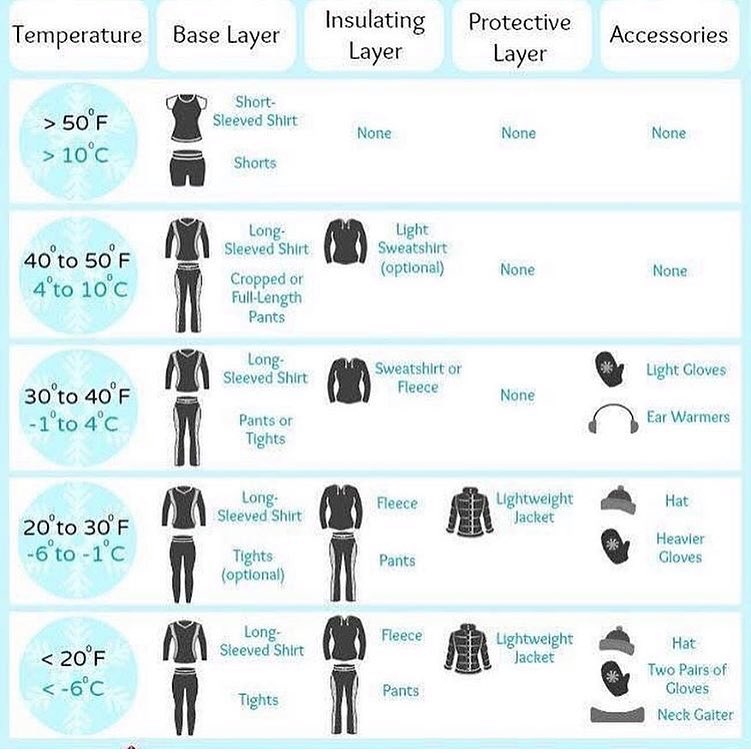 Temperature
Base Layer
Insulating
Layer
Protective
Layer
Accessories
> 50°F
> 10°C
Short-
Sleeved Shirt
Shorts
None
None
None
40°to 50°F
4°to 10°C
Long-
Sleeved Shirt
Cropped or
Full-Length
Pants
Light
Sweatshirt
(optional)
None
None
30°to 40°F
-1°to 4°C
Long-
Sleeved Shirt
Pants or
Tights
Sweatshirt or
Fleece
None
Light Gloves
Ear Warmers
20°to 30°F
-6°to -1°C
Long-
Sleeved Shirt
Tights
(optional)
Fleece
Pants
Lightweight
Jacket
Hat
Heavier
Gloves
< 20°F
< -6°C
Long-
Sleeved Shirt
Tights
Fleece
Pants
Lightweight
Jacket
Hat
Two Pairs of
Gloves
Neck Gaiter